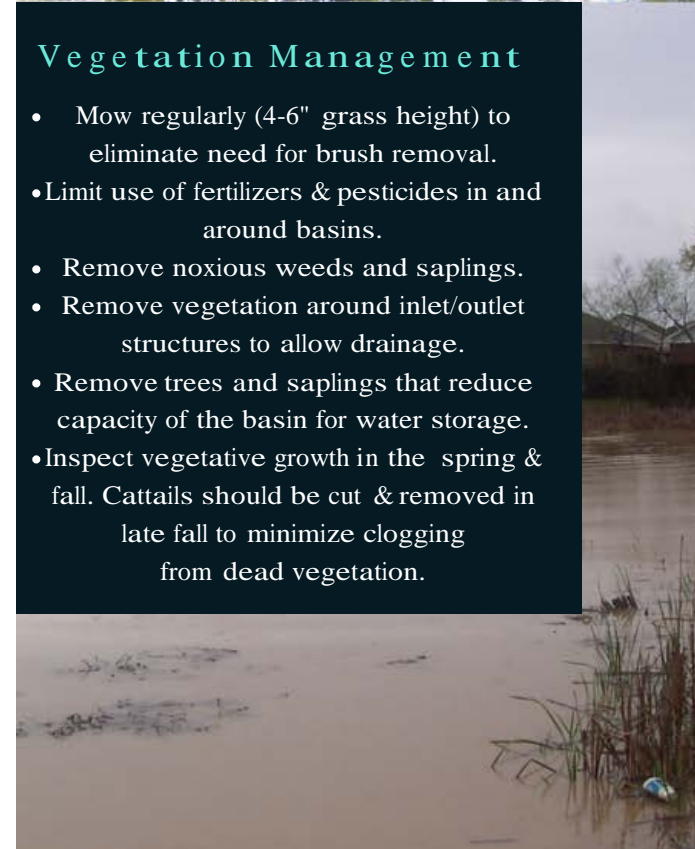 Vegetation Management
• Mow regularly (4-6" grass height) to
eliminate need for brush removal.
• Limit use of fertilizers & pesticides in and
around basins.
• Remove noxious weeds and saplings.
• Remove vegetation around inlet/outlet
structures to allow drainage.
• Remove trees and saplings that reduce
capacity of the basin for water storage.
• Inspect vegetative growth in the spring &
fall. Cattails should be cut & removed in
late fall to minimize clogging
from dead vegetation.